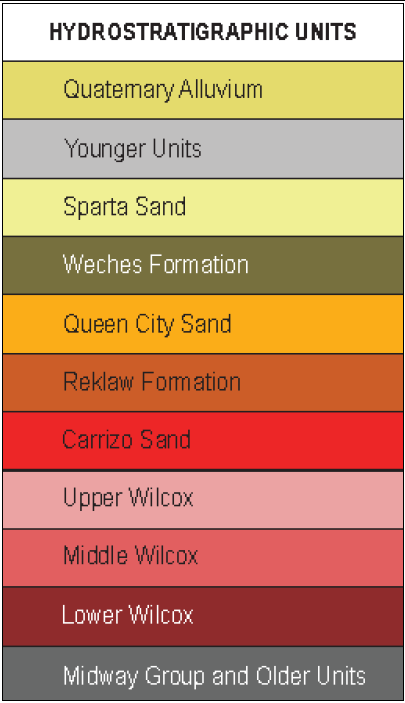 HYDROSTRATIGRAPHIC UNITS
Quaternary Alluvium
Younger Units
Sparta Sand
Weches Formation
Queen City Sand
Reklaw Formation
Carrizo Sand
Upper Wilcox
Middle Wilcox
Lower Wilcox
Midway Group and Older Units